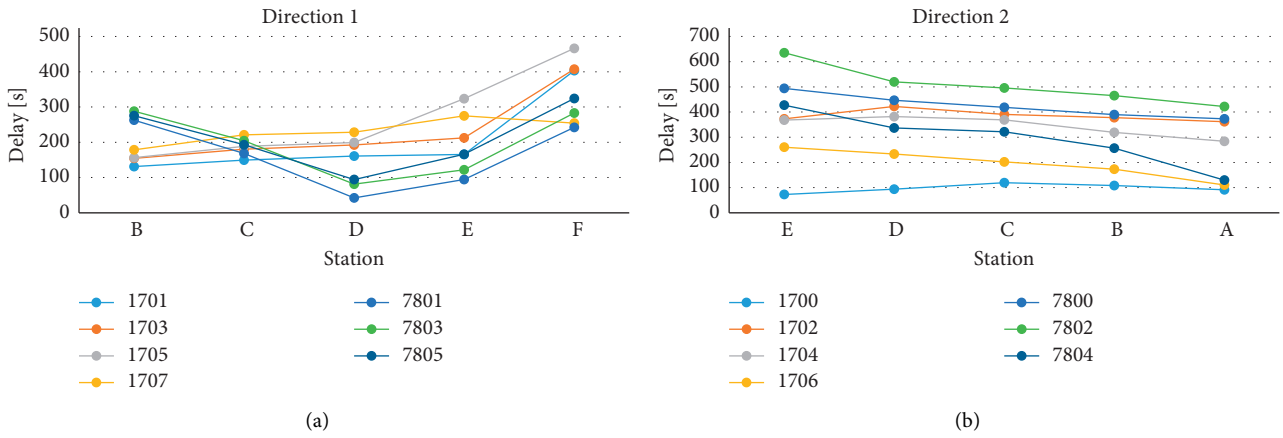 Direction 1
500
400
300
200
100
0
Delay [s]
B C D E F
Station
1701 7801
1703 7803
1705 7805
1707
(a)
Direction 2
700
600
500
400
300
200
100
0
Delay [s]
E D C B A
Station
1700 7800
1702 7802
1704 7804
1706
(b)